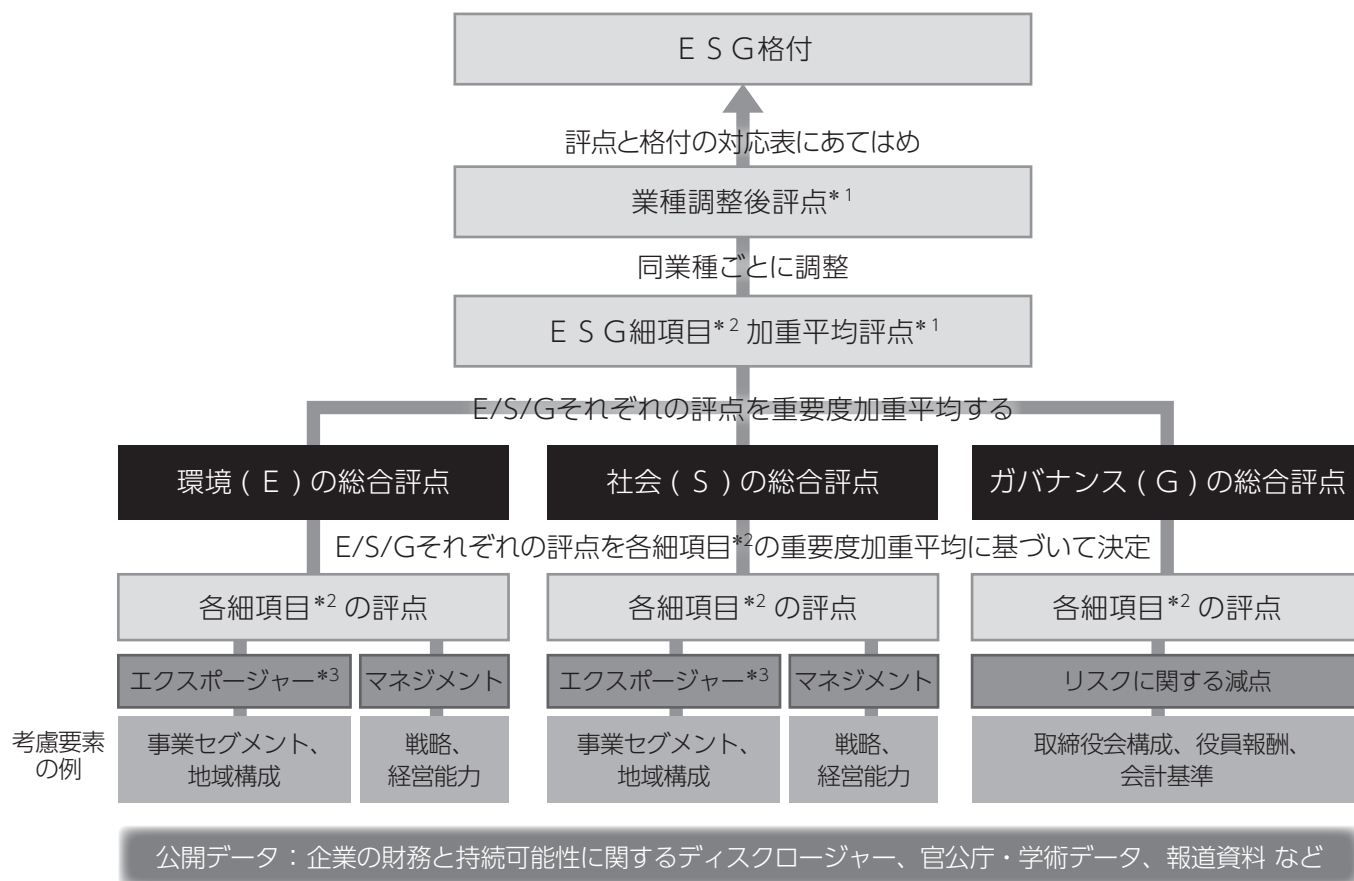 ESG格付
評点と格付の対応表にあてはめ
業種調整後評点*1
同業種ごとに調整
ESG細項目*2 加重平均評点*1
E/S/Gそれぞれの評点を重要度加重平均する
環境(E)の総合評点
社会(S)の総合評点
ガバナンス(G)の総合評点
E/S/Gそれぞれの評点を各細項目*2の重要度加重平均に基づいて決定
各細項目*2 の評点
各細項目*2 の評点
各細項目*2 の評点
エクスポージャー*3
マネジメント
エクスポージャー*3
マネジメント
リスクに関する減点
考慮要素
の例
事業セグメント、
地域構成
戦略、
経営能力
事業セグメント、
地域構成
戦略、
経営能力
取締役会構成、役員報酬、
会計基準
公開データ：企業の財務と持続可能性に関するディスクロージャー、官公庁・学術データ、報道資料 など